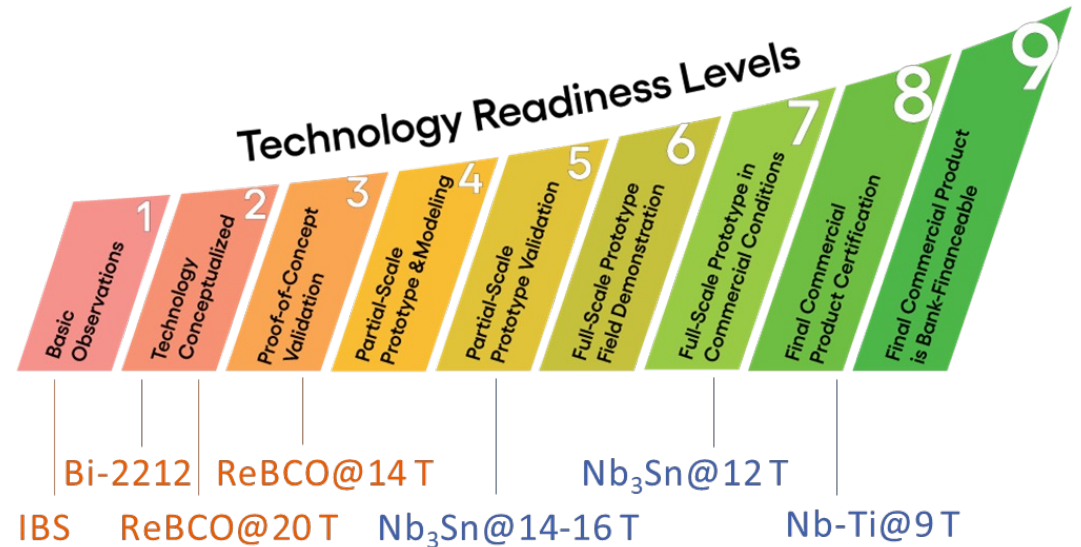 Technology Readiness Levels
1
Basic
Observations
2
Technology
Conceptualized
3
Proof-of-Concept
Validation
4
Partial-Scale
Prototype & Modeling
5
Partial-Scale
Prototype Validation
6
Full-Scale Prototype
Field Demonstration
7
Full-Scale Prototype in
Commercial Conditions
8
Final Commercial
Product Certification
9
Final Commercial Product
is Bank-Financeable
Bi-2212
ReBCO@14 T
Nb₃Sn@12 T
IBS
ReBCO@20 T
Nb₃Sn@14-16 T
Nb-Ti@9 T